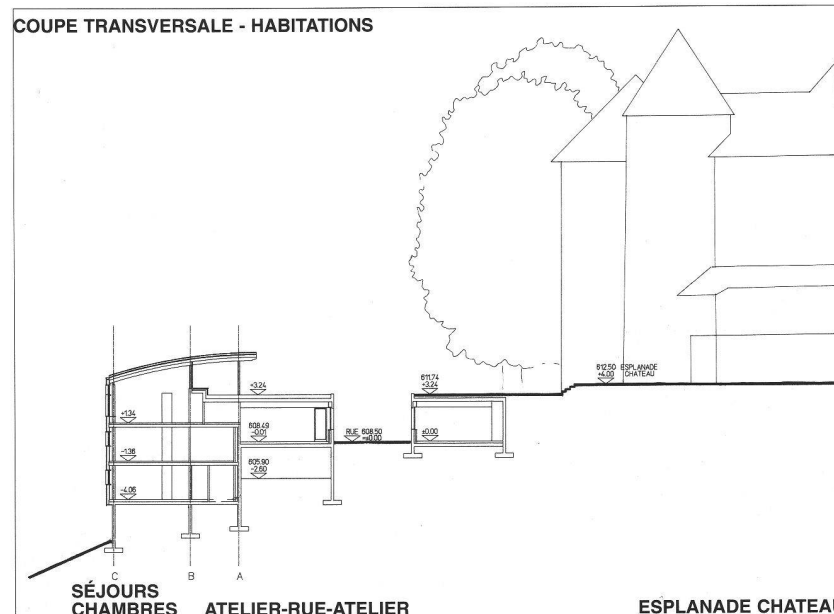 COUPE TRANSVERSALE - HABITATIONS
612.50 ESPLANADE
+4.00 CHATEAU
611.74
+3.24
+3.24
+1.34
608.49
-0.01
RUE 608.50
±0.00
±0.00
-1.36
605.90
-2.60
-4.06
C B A
SÉJOURS
CHAMBRES ATELIER-RUE-ATELIER ESPLANADE CHATEAU